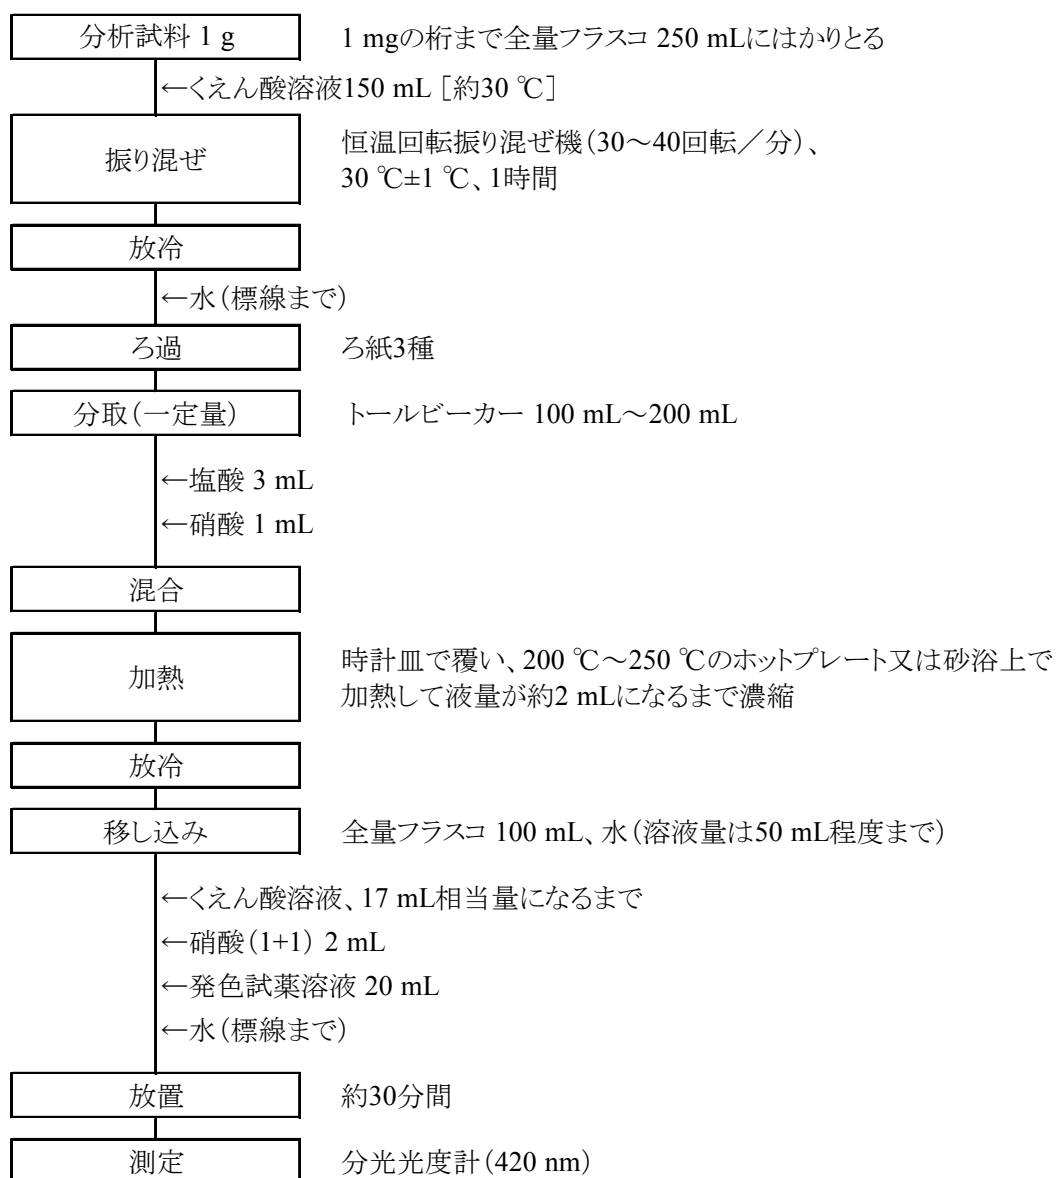 分析試料 1 g
1 mgの桁まで全量フラスコ 250 mLにはかりとる
←くえん酸溶液150 mL [約30 ℃]
振り混ぜ
恒温回転振り混ぜ機(30～40回転／分)、
30 ℃±1 ℃、1時間
放冷
←水(標線まで)
ろ過
ろ紙3種
分取(一定量)
トールビーカー 100 mL～200 mL
←塩酸 3 mL
←硝酸 1 mL
混合
加熱
時計皿で覆い、200 ℃～250 ℃のホットプレート又は砂浴上で
加熱して液量が約2 mLになるまで濃縮
放冷
移し込み
全量フラスコ 100 mL、水(溶液量は50 mL程度まで)
←くえん酸溶液、17 mL相当量になるまで
←硝酸(1+1) 2 mL
←発色試薬溶液 20 mL
←水(標線まで)
放置
約30分間
測定
分光光度計(420 nm)